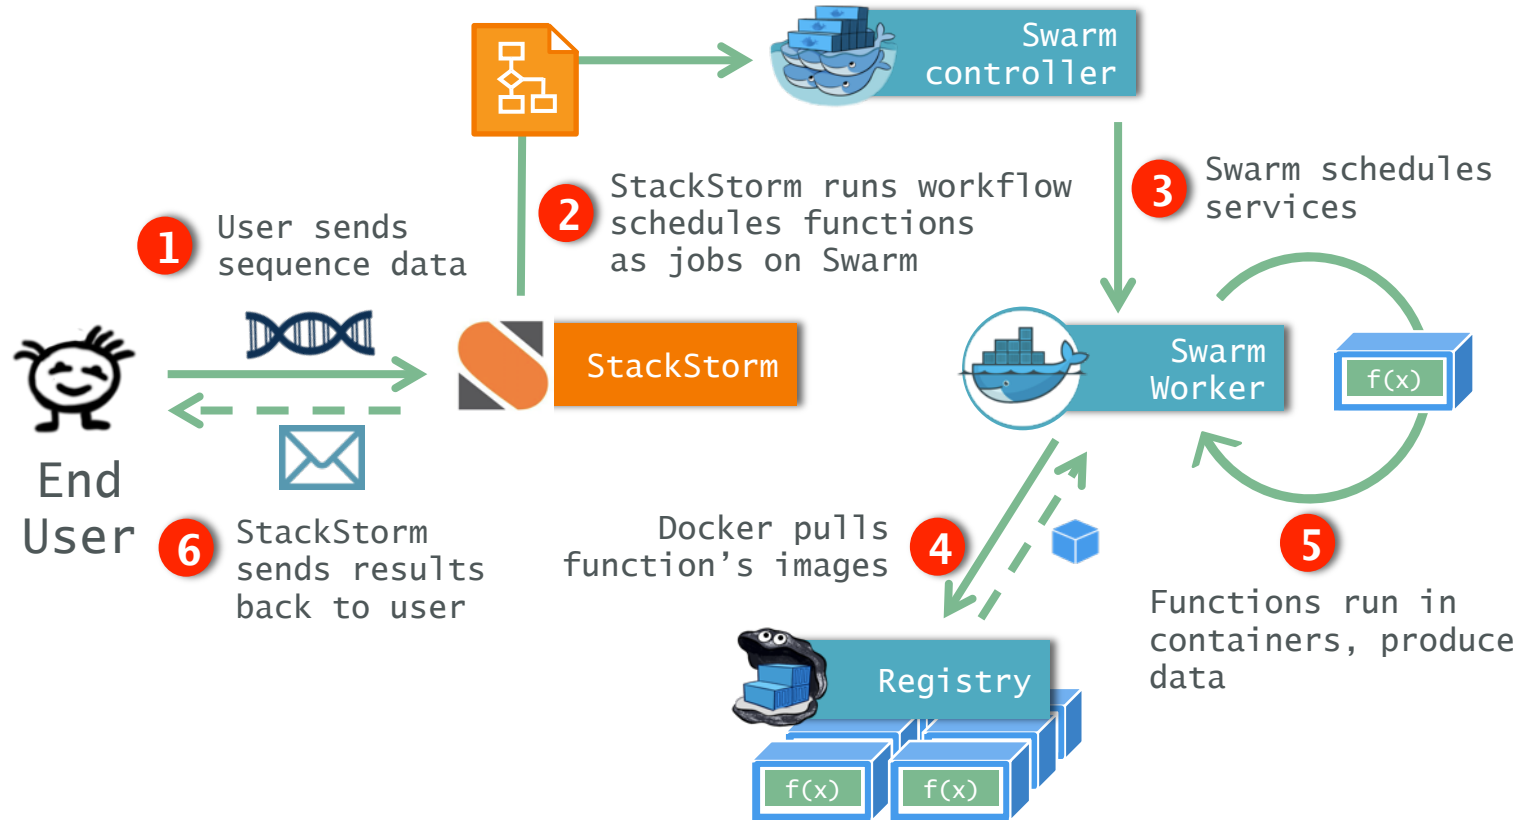 Swarm
controller
1
User sends
sequence data
2
StackStorm runs workflow
schedules functions
as jobs on Swarm
3
Swarm schedules
services
StackStorm
Swarm
Worker
f(x)
End
User
6
StackStorm
sends results
back to user
Docker pulls
function’s images
4
5
Functions run in
containers, produce
data
Registry
f(x)
f(x)